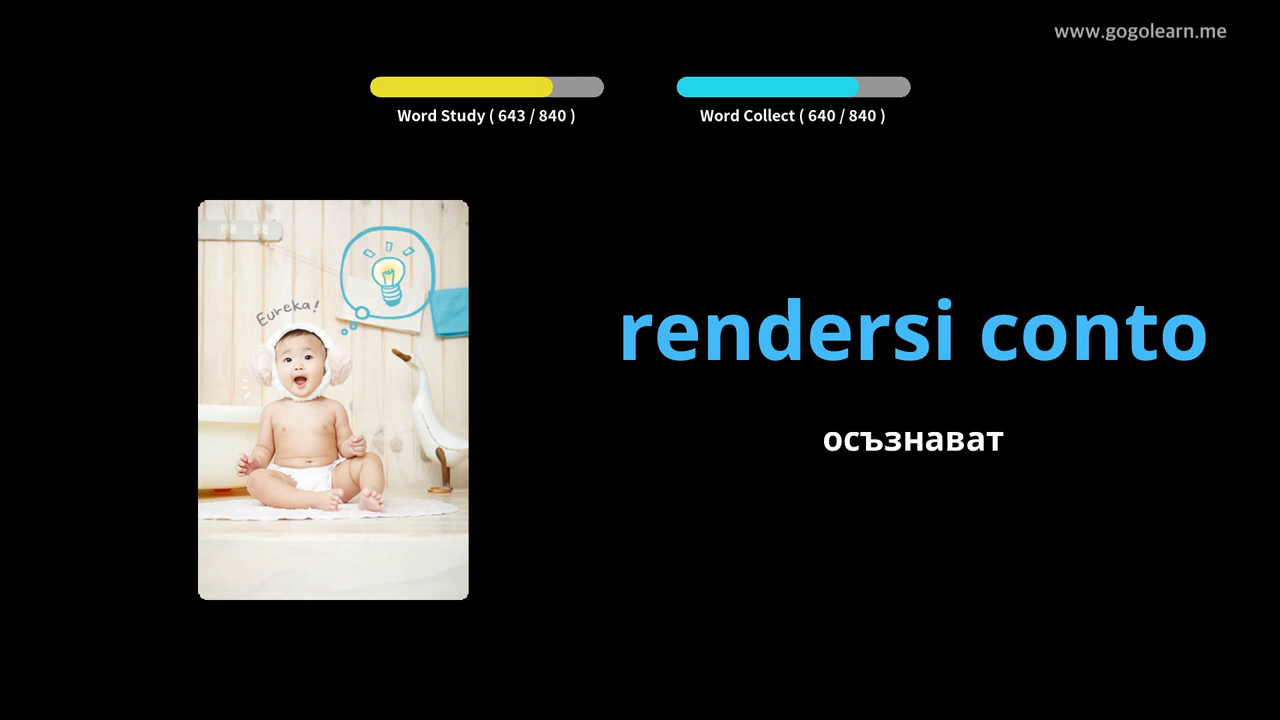 www.gogolearn.me
Word Study ( 643 / 840 )
Word Collect ( 640 / 840 )
Eureka!
rendersi conto
осъзнават